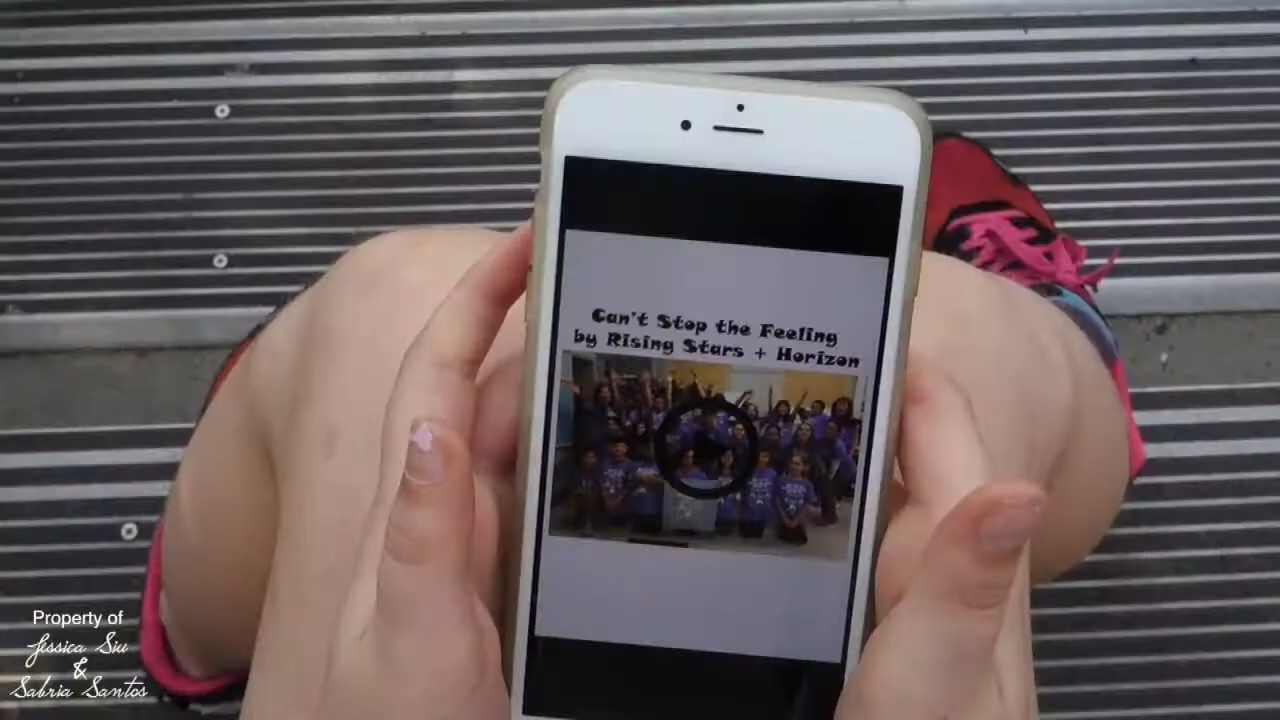 Can't Stop the Feeling
by Rising Stars + Horizon
Property of
Jessica Siu
&
Sabria Santos